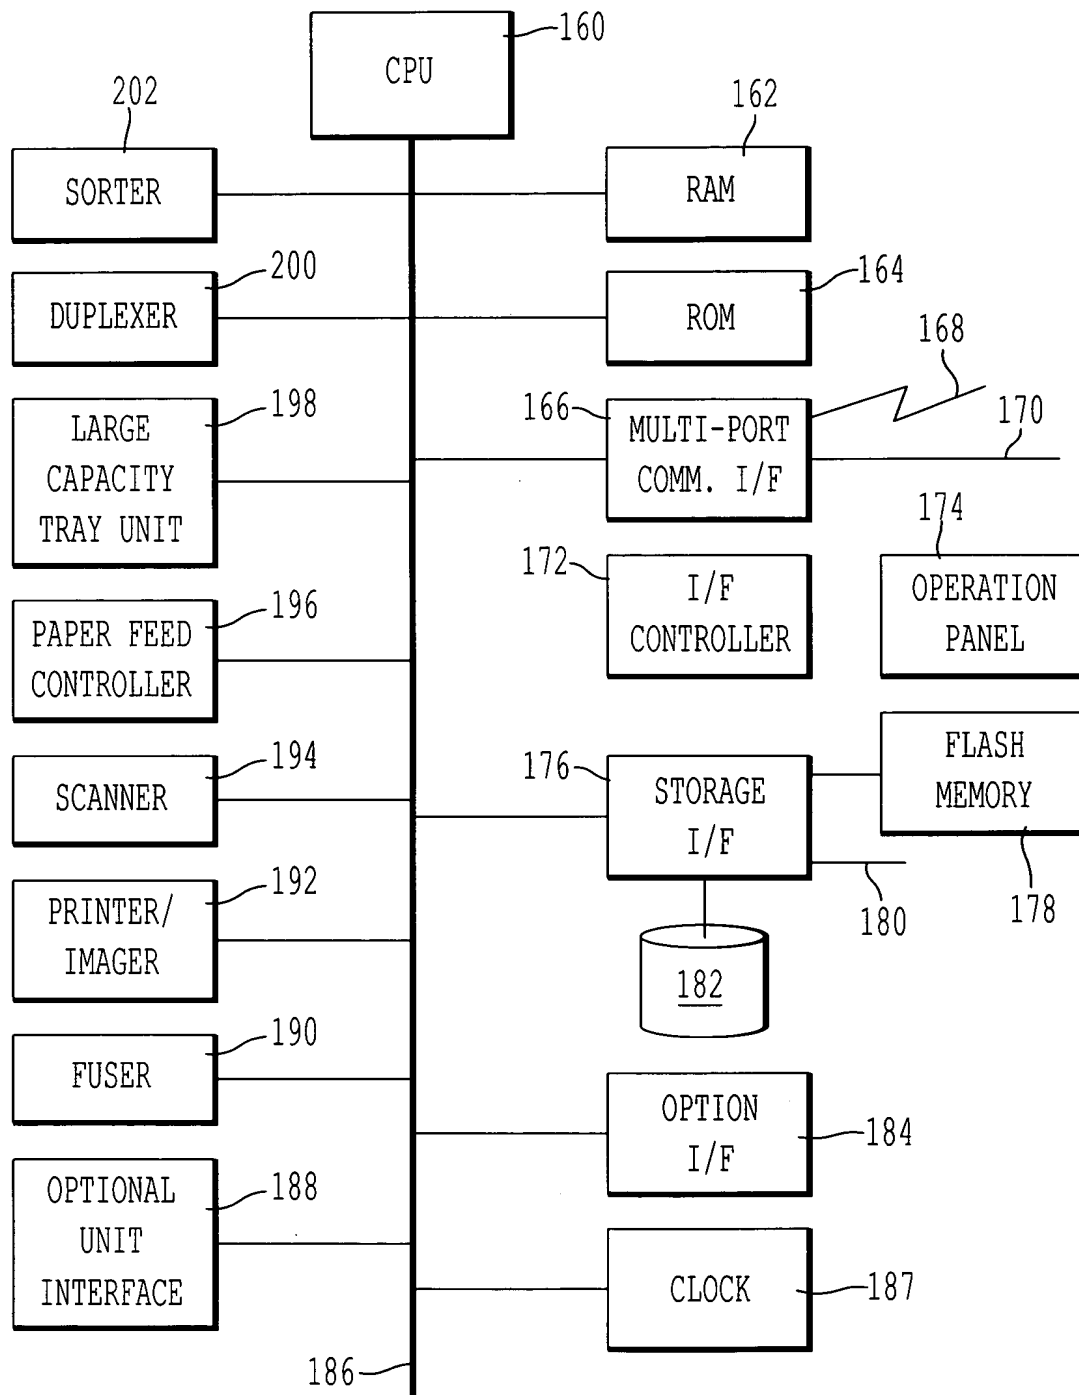 160
CPU
202
162
SORTER
RAM
200
164
DUPLEXER
ROM
168
198
166
170
LARGE
CAPACITY
TRAY UNIT
MULTI-PORT
COMM. I/F
174
172
I/F
CONTROLLER
OPERATION
PANEL
196
PAPER FEED
CONTROLLER
194
SCANNER
176
STORAGE
I/F
FLASH
MEMORY
180
178
192
PRINTER/
IMAGER
182
190
FUSER
OPTION
I/F
184
188
OPTIONAL
UNIT
INTERFACE
CLOCK
187
186